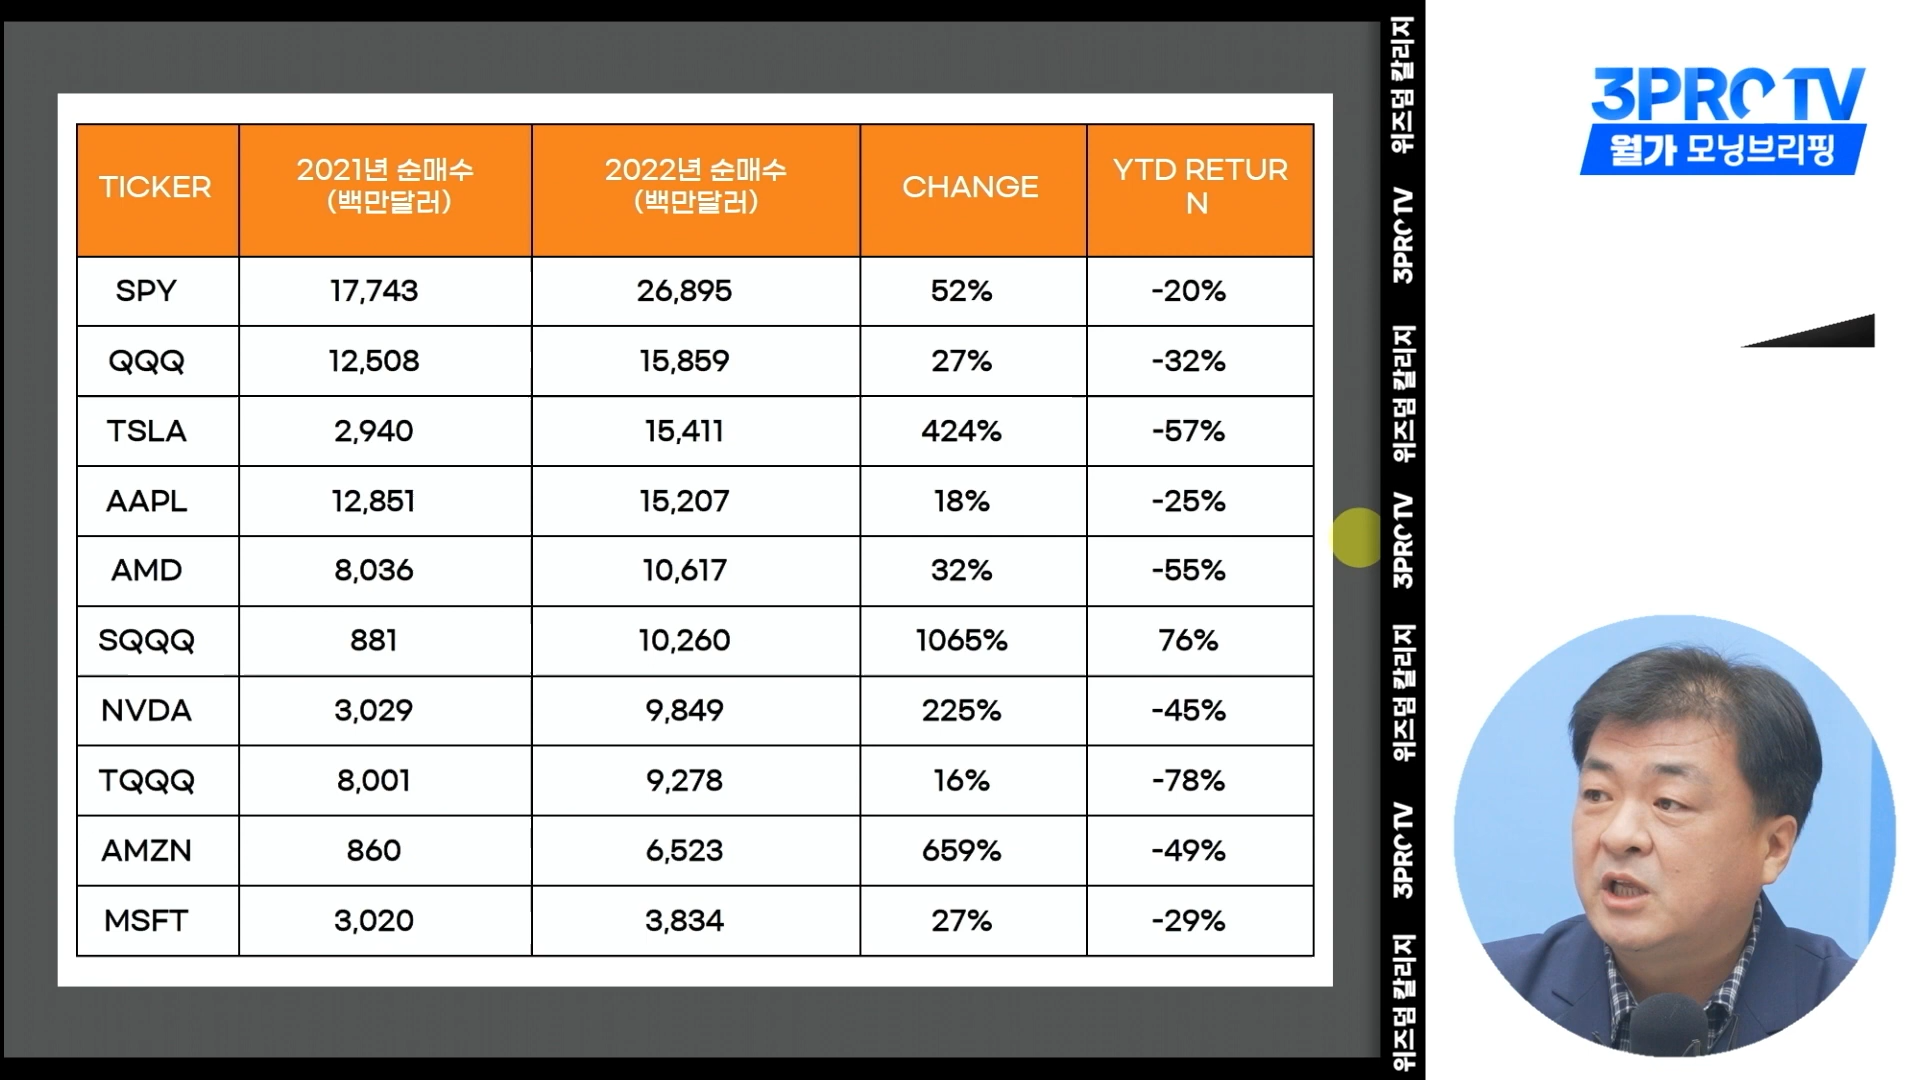 TICKER
2021년 순매수
(백만달러)
2022년 순매수
(백만달러)
CHANGE
YTD RETUR
N
SPY 17,743 26,895 52% -20%
QQQ 12,508 15,859 27% -32%
TSLA 2,940 15,411 424% -57%
AAPL 12,851 15,207 18% -25%
AMD 8,036 10,617 32% -55%
SQQQ 881 10,260 1065% 76%
NVDA 3,029 9,849 225% -45%
TQQQ 8,001 9,278 16% -78%
AMZN 860 6,523 659% -49%
MSFT 3,020 3,834 27% -29%
위즈덤 칼리지
3PROTV
위즈덤 칼리지
3PROTV
위즈덤 칼리지
3PROTV
위즈덤 칼리지
3PROTV
월가 모닝브리핑